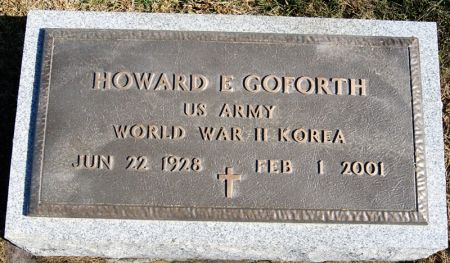 HOWARD E GOFORTH
US ARMY
WORLD WAR II KOREA
JUN 22 1928 FEB 1 2001